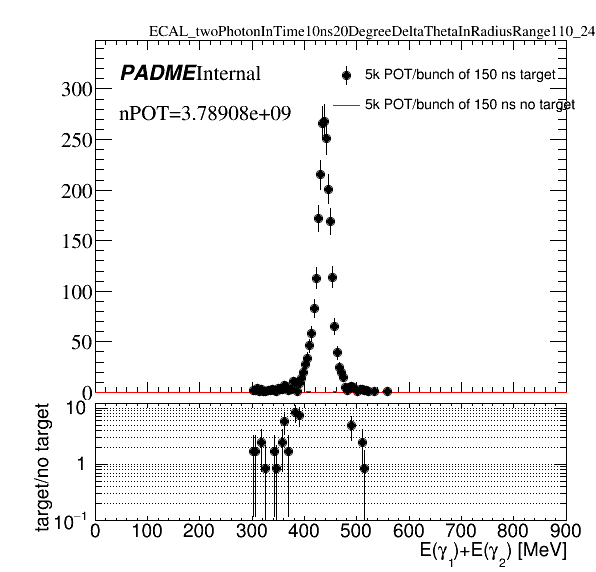 ECAL_twoPhotonInTime10ns20DegreeDeltaThetaInRadiusRange110_24
PADME Internal
5k POT/bunch of 150 ns target
nPOT=3.78908e+09
5k POT/bunch of 150 ns no target
300
250
200
150
100
50
0
target/no target
10
1
10⁻¹
0 100 200 300 400 500 600 700 800 900
E(γ₁)+E(γ₂) [MeV]